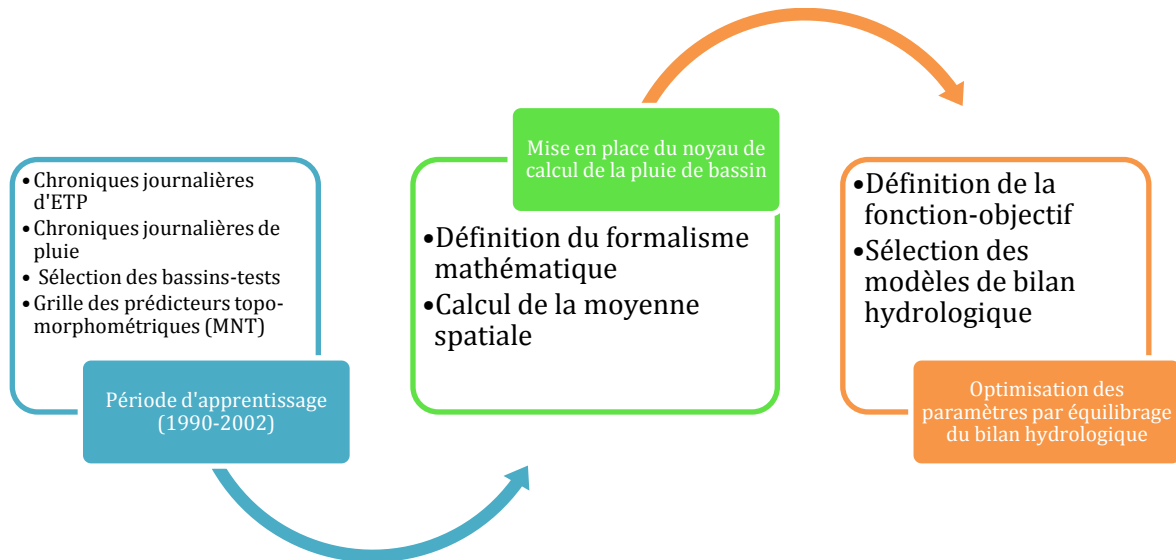 •Chroniques journalières
d'ETP
•Chroniques journalières de
pluie
• Sélection des bassins-tests
•Grille des prédicteurs topo-
morphométriques (MNT)
Période d'apprentissage
(1990-2002)
Mise en place du noyau de
calcul de la pluie de bassin
•Définition du formalisme
mathématique
•Calcul de la moyenne
spatiale
•Définition de la
fonction-objectif
•Sélection des
modèles de bilan
hydrologique
Optimisation des
paramètres par équilibrage
du bilan hydrologique